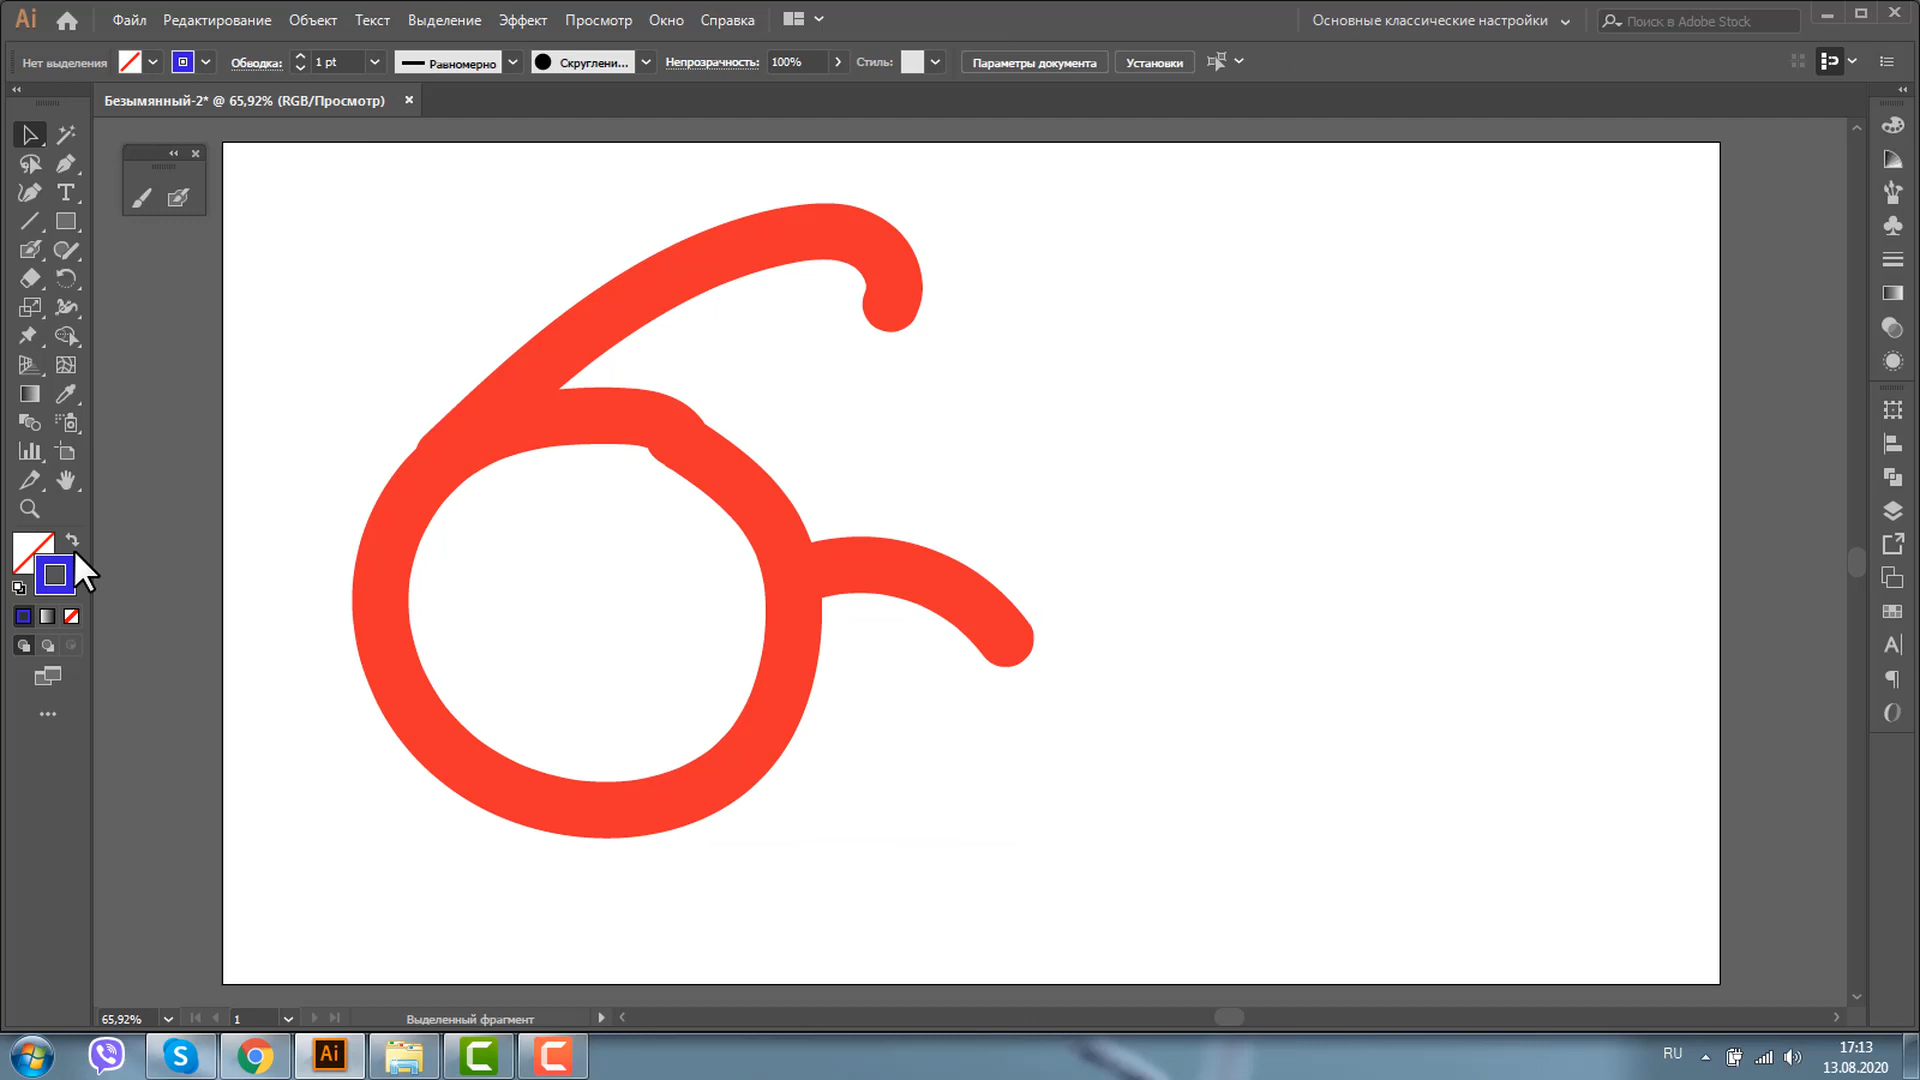 Ai Файл Редактирование Объект Текст Выделение Эффект Просмотр Окно Справка Основные классические настройки Поиск в Adobe Stock
Нет выделения Обводка: 1 pt Равномерно Скруглени... Непрозрачность: 100% Стиль: Параметры документа Установки
Безымянный-2* @ 65,92% (RGB/Просмотр)
65,92% 1 Выделенный фрагмент
Ai RU 17:13
13.08.2020